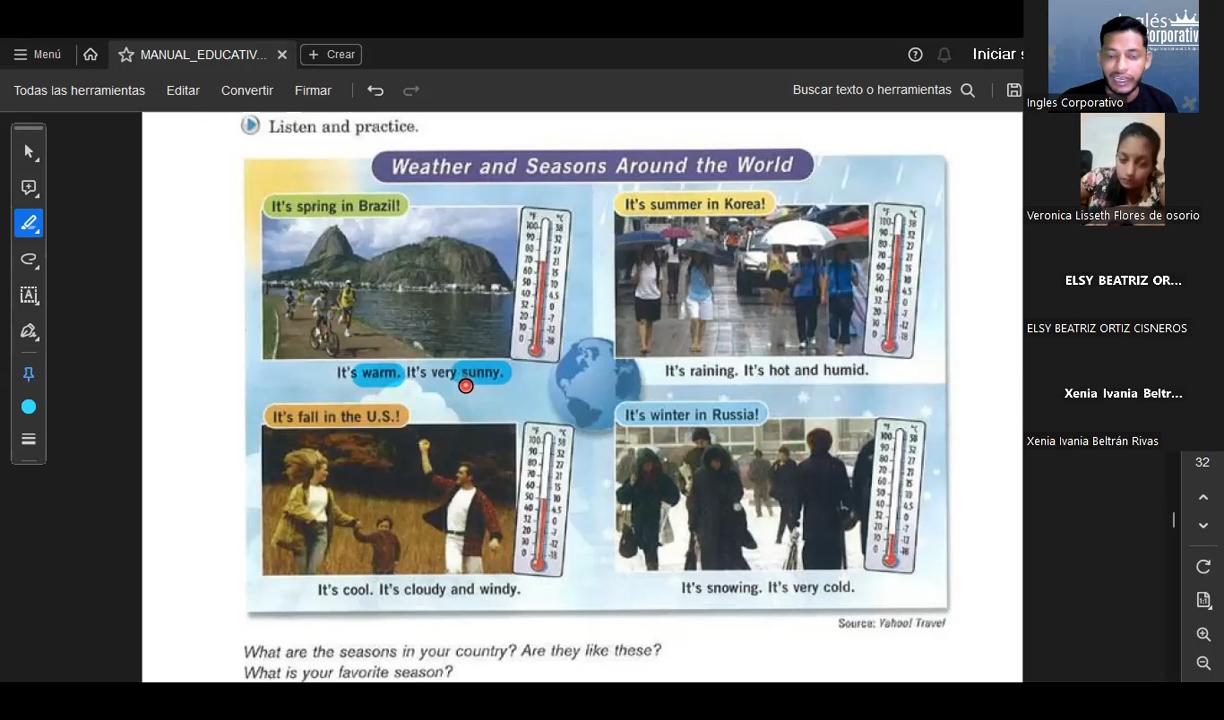 Inglés
Corporativo
Ingles Corporativo
Menú
MANUAL_EDUCATIV...
+ Crear
Iniciar s
Todas las herramientas
Editar
Convertir
Firmar
Buscar texto o herramientas
Listen and practice.
Weather and Seasons Around the World
It's spring in Brazil!
It's summer in Korea!
It's warm. It's very sunny.
It's raining. It's hot and humid.
It's fall in the U.S.!
It's winter in Russia!
It's cool. It's cloudy and windy.
It's snowing. It's very cold.
Source: Yahoo! Travel
What are the seasons in your country? Are they like these?
What is your favorite season?
Veronica Lisseth Flores de osorio
ELSY BEATRIZ OR...
ELSY BEATRIZ ORTIZ CISNEROS
Xenia Ivania Beltr...
Xenia Ivania Beltrán Rivas
32